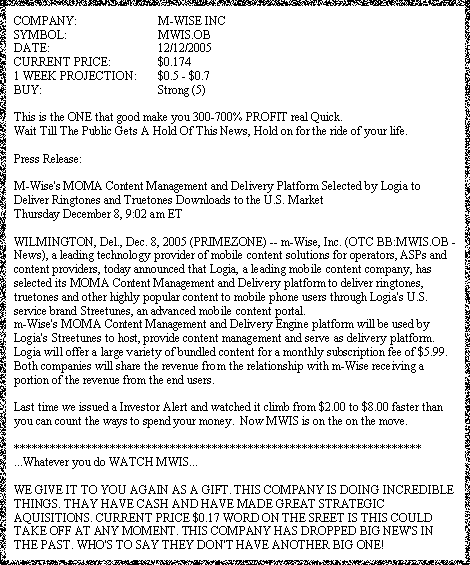 COMPANY: M-WISE INC
SYMBOL: MWIS.OB
DATE: 12/12/2005
CURRENT PRICE: $0.174
1 WEEK PROJECTION: $0.5 - $0.7
BUY: Strong (5)
This is the ONE that good make you 300-700% PROFIT real Quick.
Wait Till The Public Gets A Hold Of This News, Hold on for the ride of your life.
Press Release:
M-Wise's MOMA Content Management and Delivery Platform Selected by Logia to
Deliver Ringtones and Truetones Downloads to the U.S. Market
Thursday December 8, 9:02 am ET
WILMINGTON, Del., Dec. 8, 2005 (PRIMEZONE) -- m-Wise, Inc. (OTC BB:MWIS.OB -
News), a leading technology provider of mobile content solutions for operators, ASPs and
content providers, today announced that Logia, a leading mobile content company, has
selected its MOMA Content Management and Delivery platform to deliver ringtones,
truetones and other highly popular content to mobile phone users through Logia's U.S.
service brand Streetunes, an advanced mobile content portal.
m-Wise's MOMA Content Management and Delivery Engine platform will be used by
Logia's Streetunes to host, provide content management and serve as delivery platform.
Logia will offer a large variety of bundled content for a monthly subscription fee of $5.99.
Both companies will share the revenue from the relationship with m-Wise receiving a
portion of the revenue from the end users.
Last time we issued a Investor Alert and watched it climb from $2.00 to $8.00 faster than
you can count the ways to spend your money.  Now MWIS is on the on the move.
********************************************************************
...Whatever you do WATCH MWIS...
WE GIVE IT TO YOU AGAIN AS A GIFT. THIS COMPANY IS DOING INCREDIBLE
THINGS. THAY HAVE CASH AND HAVE MADE GREAT STRATEGIC
AQUISITIONS. CURRENT PRICE $0.17 WORD ON THE SREET IS THIS COULD
TAKE OFF AT ANY MOMENT. THIS COMPANY HAS DROPPED BIG NEW'S IN
THE PAST. WHO'S TO SAY THEY DON'T HAVE ANOTHER BIG ONE!